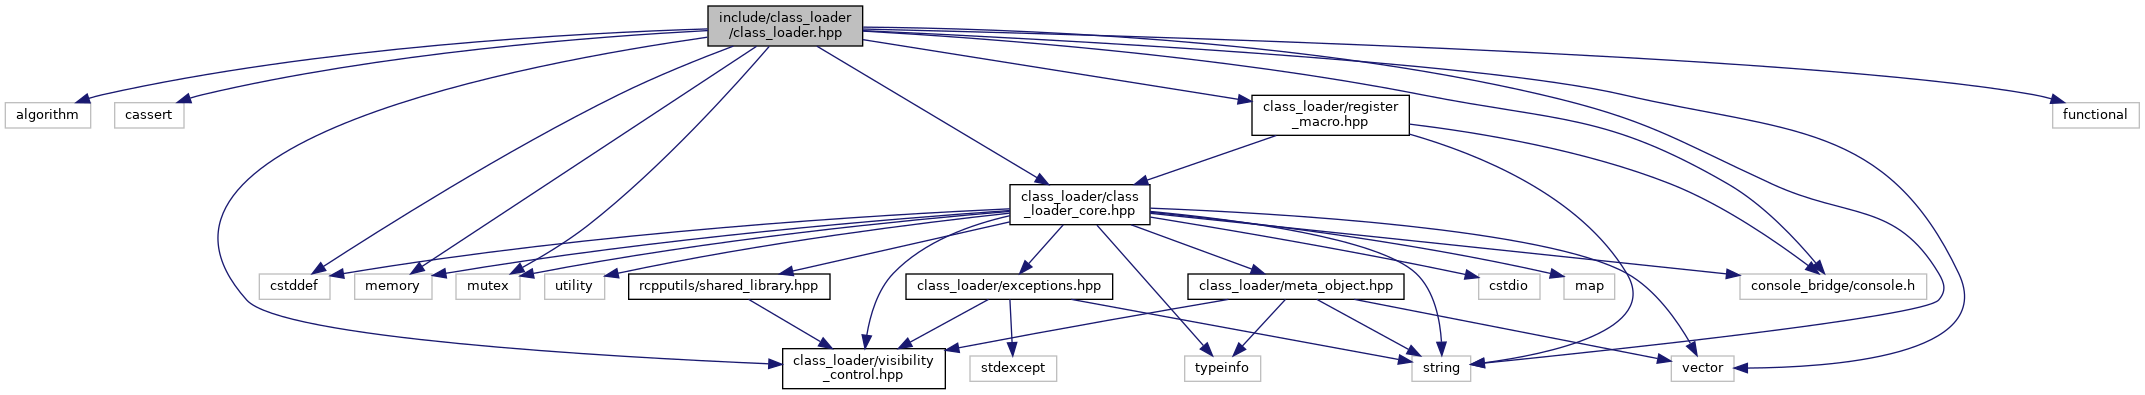 include/class_loader
/class_loader.hpp
algorithm
cassert
class_loader/register
_macro.hpp
functional
class_loader/class
_loader_core.hpp
cstddef
memory
mutex
utility
rcpputils/shared_library.hpp
class_loader/exceptions.hpp
class_loader/meta_object.hpp
cstdio
map
console_bridge/console.h
class_loader/visibility
_control.hpp
stdexcept
typeinfo
string
vector